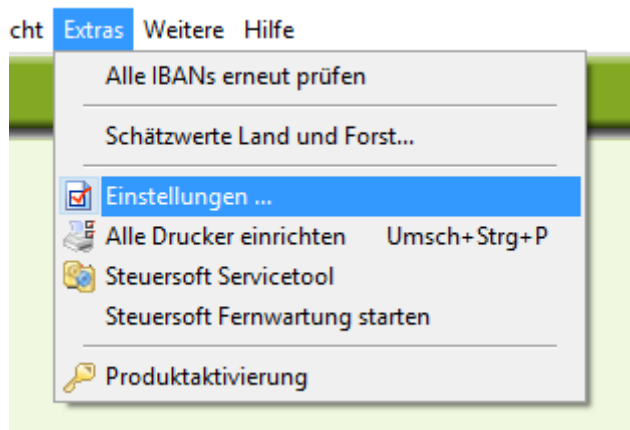 cht Extras Weitere Hilfe
Alle IBANs erneut prüfen
Schätzwerte Land und Forst...
Einstellungen ...
Alle Drucker einrichten Umsch+Strg+P
Steuersoft Servicetool
Steuersoft Fernwartung starten
Produktaktivierung